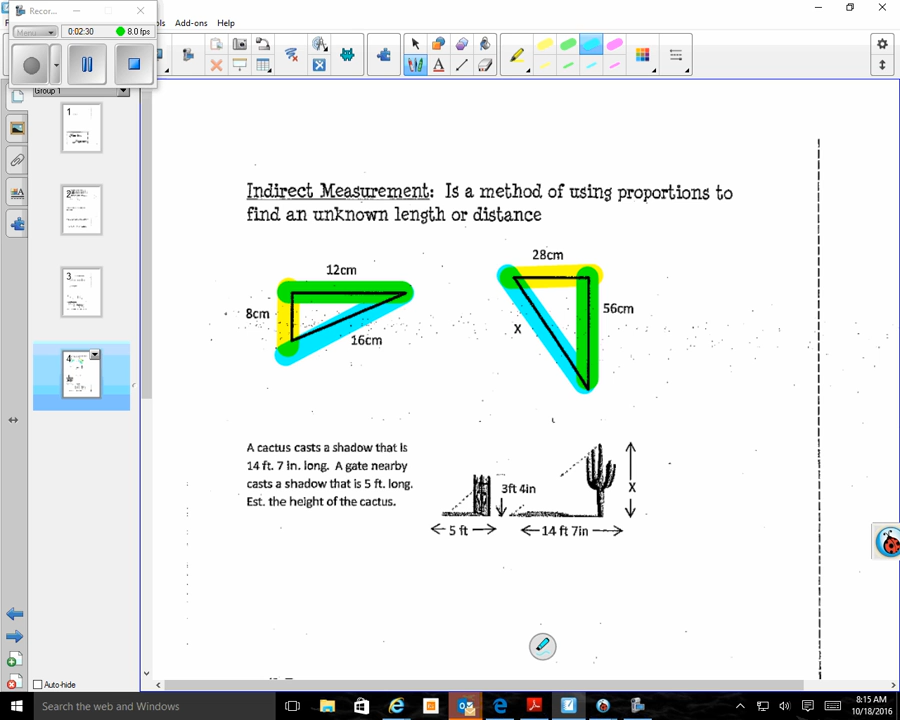 Recor...
Menu
0:02:30
8.0 fps
ols Add-ons Help
Group 1
1
2
3
4
Indirect Measurement: Is a method of using proportions to
find an unknown length or distance
12cm
8cm
16cm
28cm
56cm
x
A cactus casts a shadow that is
14 ft. 7 in. long. A gate nearby
casts a shadow that is 5 ft. long.
Est. the height of the cactus.
3ft 4in
x
5 ft
14 ft 7in
Auto-hide
Search the web and Windows
8:15 AM
10/18/2016